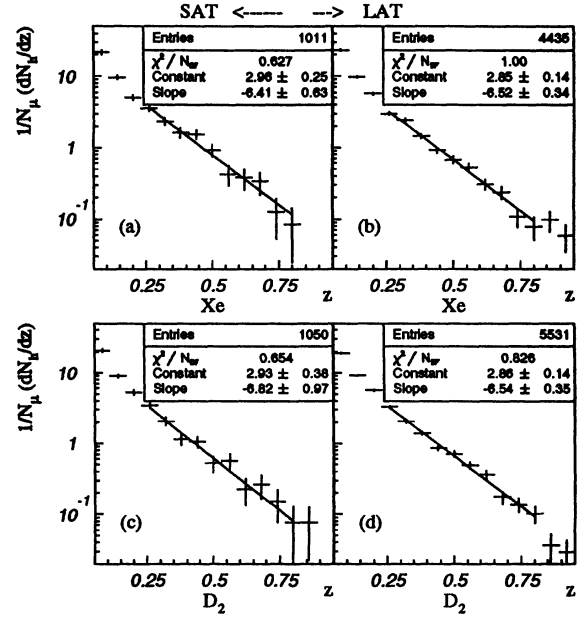 SAT <------ ---> LAT
1/N_μ (dN_h/dz)
Entries 1011
χ²/ N_DF 0.627
Constant 2.96 ± 0.25
Slope -6.41 ± 0.63
10
1
10⁻¹
(a)
0.25 0.5 0.75
Xe z
Entries 4435
χ²/ N_DF 1.00
Constant 2.85 ± 0.14
Slope -6.52 ± 0.34
(b)
0.25 0.5 0.75
Xe z
1/N_μ (dN_h/dz)
Entries 1050
χ²/ N_DF 0.654
Constant 2.93 ± 0.38
Slope -6.82 ± 0.97
10
1
10⁻¹
(c)
0.25 0.5 0.75
D₂ z
Entries 5531
χ²/ N_DF 0.826
Constant 2.86 ± 0.14
Slope -6.54 ± 0.35
(d)
0.25 0.5 0.75
D₂ z